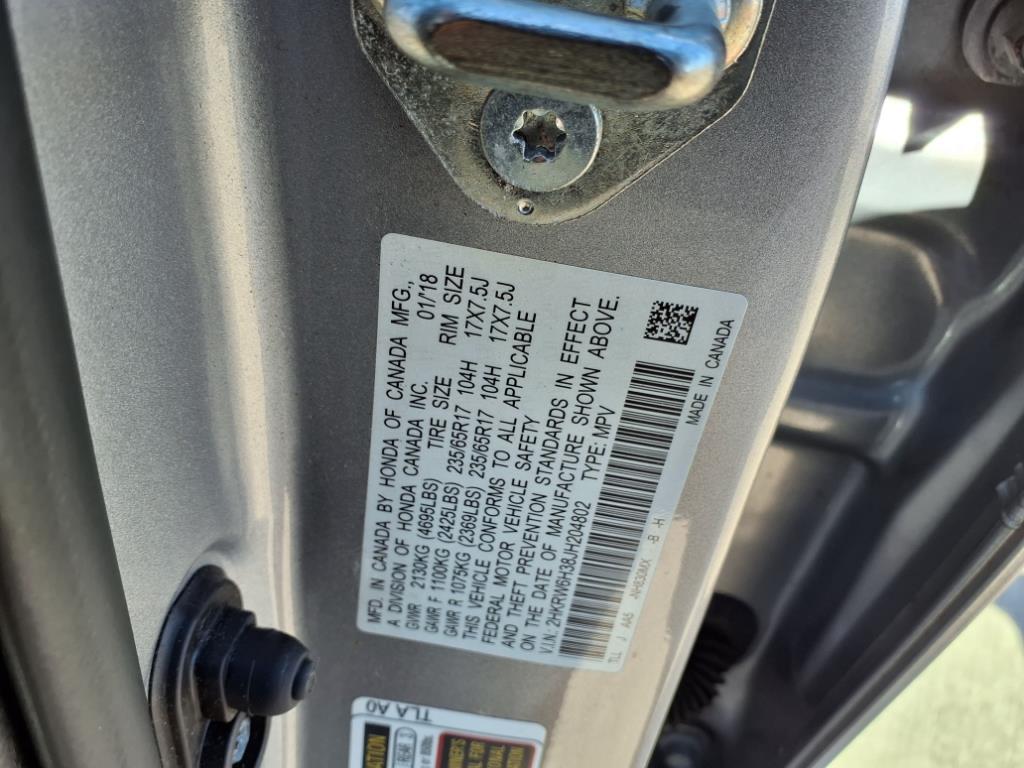 MFD. IN CANADA BY HONDA OF CANADA MFG.,
A DIVISION OF HONDA CANADA INC. 01/18
GVWR 2130KG (4695LBS) TIRE SIZE RIM SIZE
GAWR F 1100KG (2425LBS) 235/65R17 104H 17X7.5J
GAWR R 1075KG (2369LBS) 235/65R17 104H 17X7.5J
THIS VEHICLE CONFORMS TO ALL APPLICABLE
FEDERAL MOTOR VEHICLE SAFETY
AND THEFT PREVENTION STANDARDS IN EFFECT
ON THE DATE OF MANUFACTURE SHOWN ABOVE.
V.I.N.: 2HKRW6H38JH204802 TYPE: MPV
TLL J AA5 -B -H
MADE IN CANADA
TLA A0